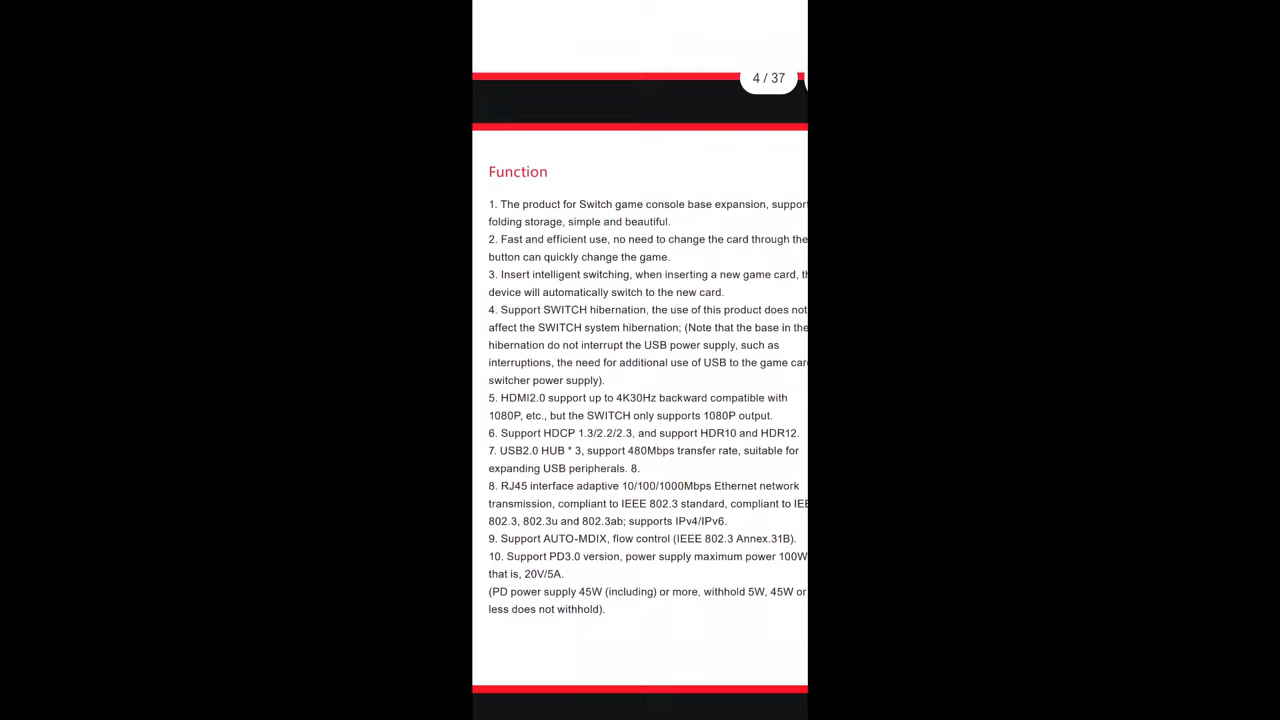 4 / 37
Function
1. The product for Switch game console base expansion, support
folding storage, simple and beautiful.
2. Fast and efficient use, no need to change the card through the
button can quickly change the game.
3. Insert intelligent switching, when inserting a new game card,
device will automatically switch to the new card.
4. Support SWITCH hibernation, the use of this product does not
affect the SWITCH system hibernation; (Note that the base in the
hibernation do not interrupt the USB power supply, such as
interruptions, the need for additional use of USB to the game
switcher power supply).
5. HDMI2.0 support up to 4K30Hz backward compatible with
1080P, etc., but the SWITCH only supports 1080P output.
6. Support HDCP 1.3/2.2/2.3, and support HDR10 and HDR12.
7. USB2.0 HUB * 3, support 480Mbps transfer rate, suitable for
expanding USB peripherals. 8.
8. RJ45 interface adaptive 10/100/1000Mbps Ethernet network
transmission, compliant to IEEE 802.3 standard, compliant to
802.3, 802.3u and 802.3ab; supports IPv4/IPv6.
9. Support AUTO-MDIX, flow control (IEEE 802.3 Annex.31B).
10. Support PD3.0 version, power supply maximum power 100W
that is, 20V/5A.
(PD power supply 45W (including) or more, withhold 5W, 45W or
less does not withhold).